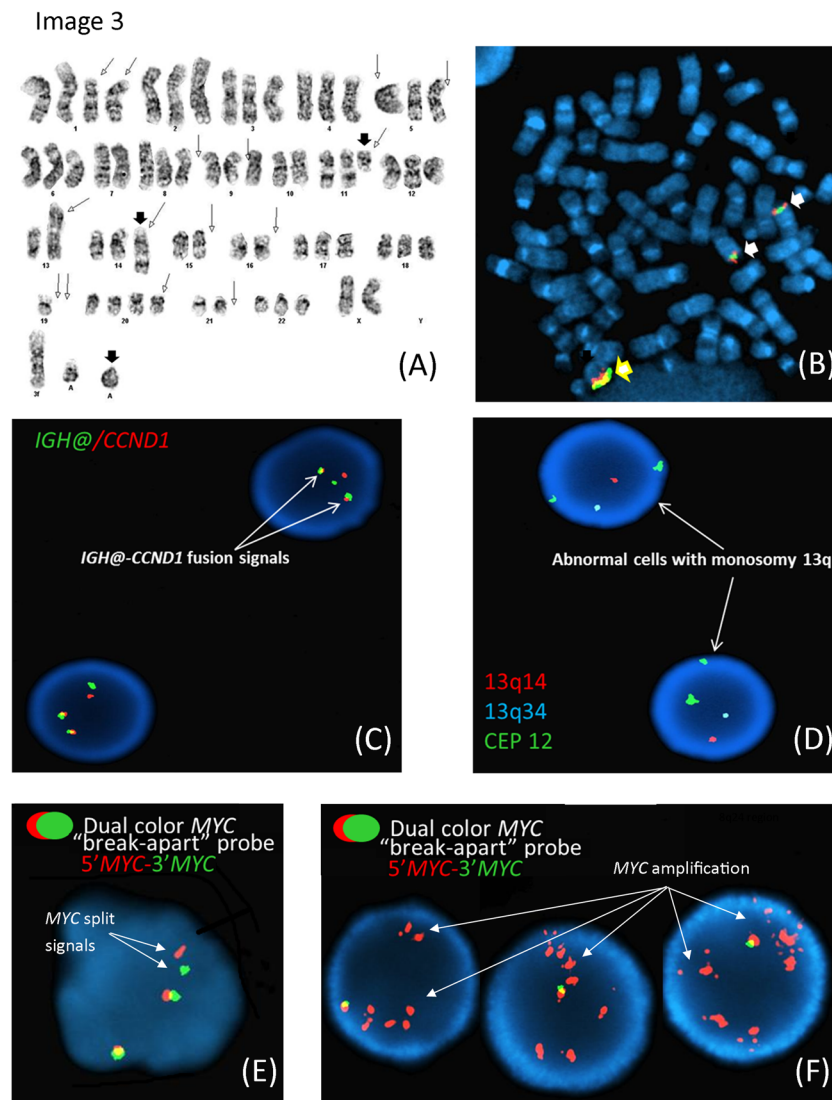 Image 3
1 2 3 4 5
6 7 8 9 10 11 12
13 14 15 16 17 18
19 20 21 22 X Y
A A
(A)
(B)
IGH@/CCND1
IGH@-CCND1 fusion signals
(C)
Abnormal cells with monosomy 13q
13q14
13q34
CEP 12
(D)
Dual color MYC
"break-apart" probe
5'MYC-3'MYC
MYC split
signals
(E)
Dual color MYC
"break-apart" probe
5'MYC-3'MYC
MYC amplification
(F)